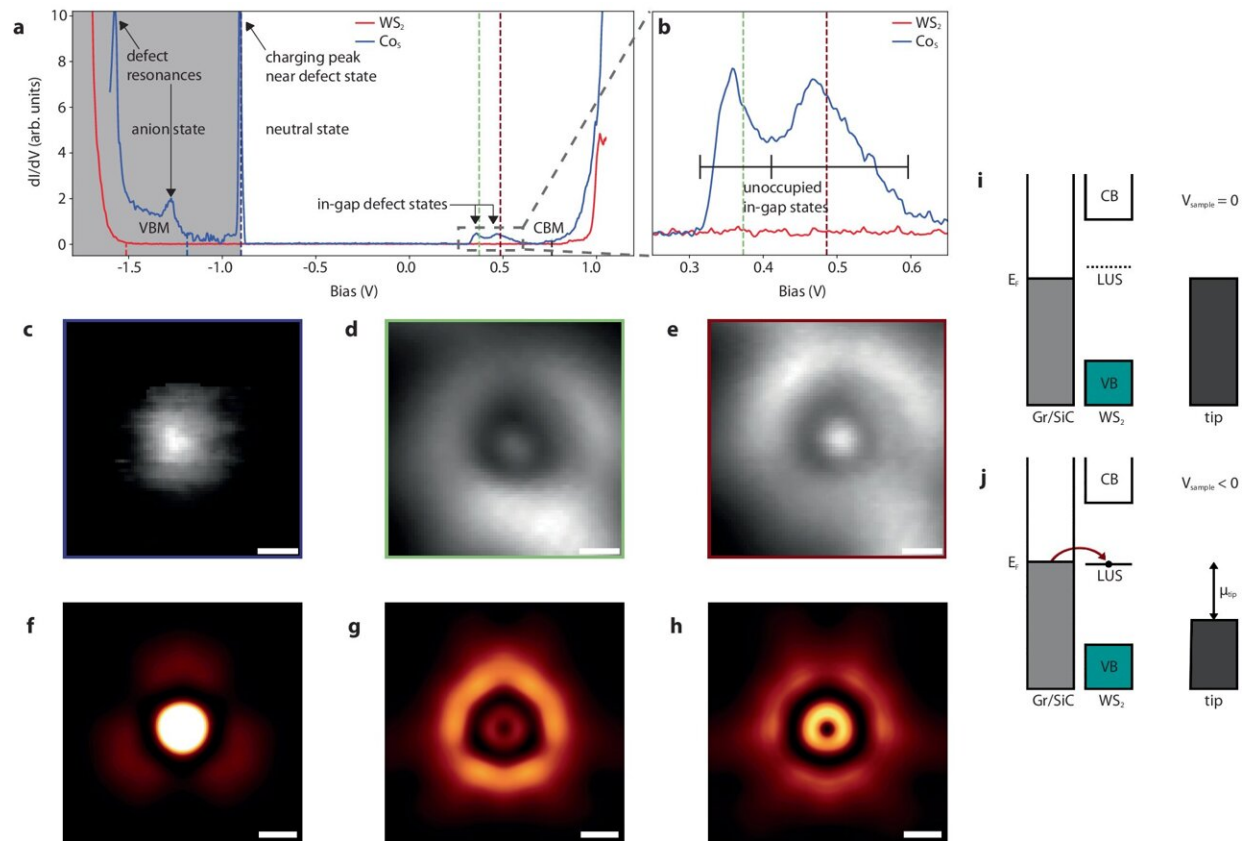 a
WS₂
Co_S
defect
resonances
charging peak
near defect state
anion state
neutral state
in-gap defect states
VBM
CBM
dI/dV (arb. units)
10
8
6
4
2
0
-1.5
-1.0
-0.5
0.0
0.5
1.0
Bias (V)
b
WS₂
Co_S
unoccupied
in-gap states
0.3
0.4
0.5
0.6
Bias (V)
c
d
e
f
g
h
i
CB
V_sample = 0
E_F
LUS
VB
Gr/SiC
WS₂
tip
j
CB
V_sample < 0
E_F
LUS
μ_tip
VB
Gr/SiC
WS₂
tip